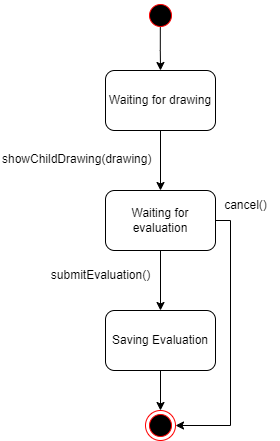 Waiting for drawing
showChildDrawing(drawing)
Waiting for
evaluation
cancel()
submitEvaluation()
Saving Evaluation